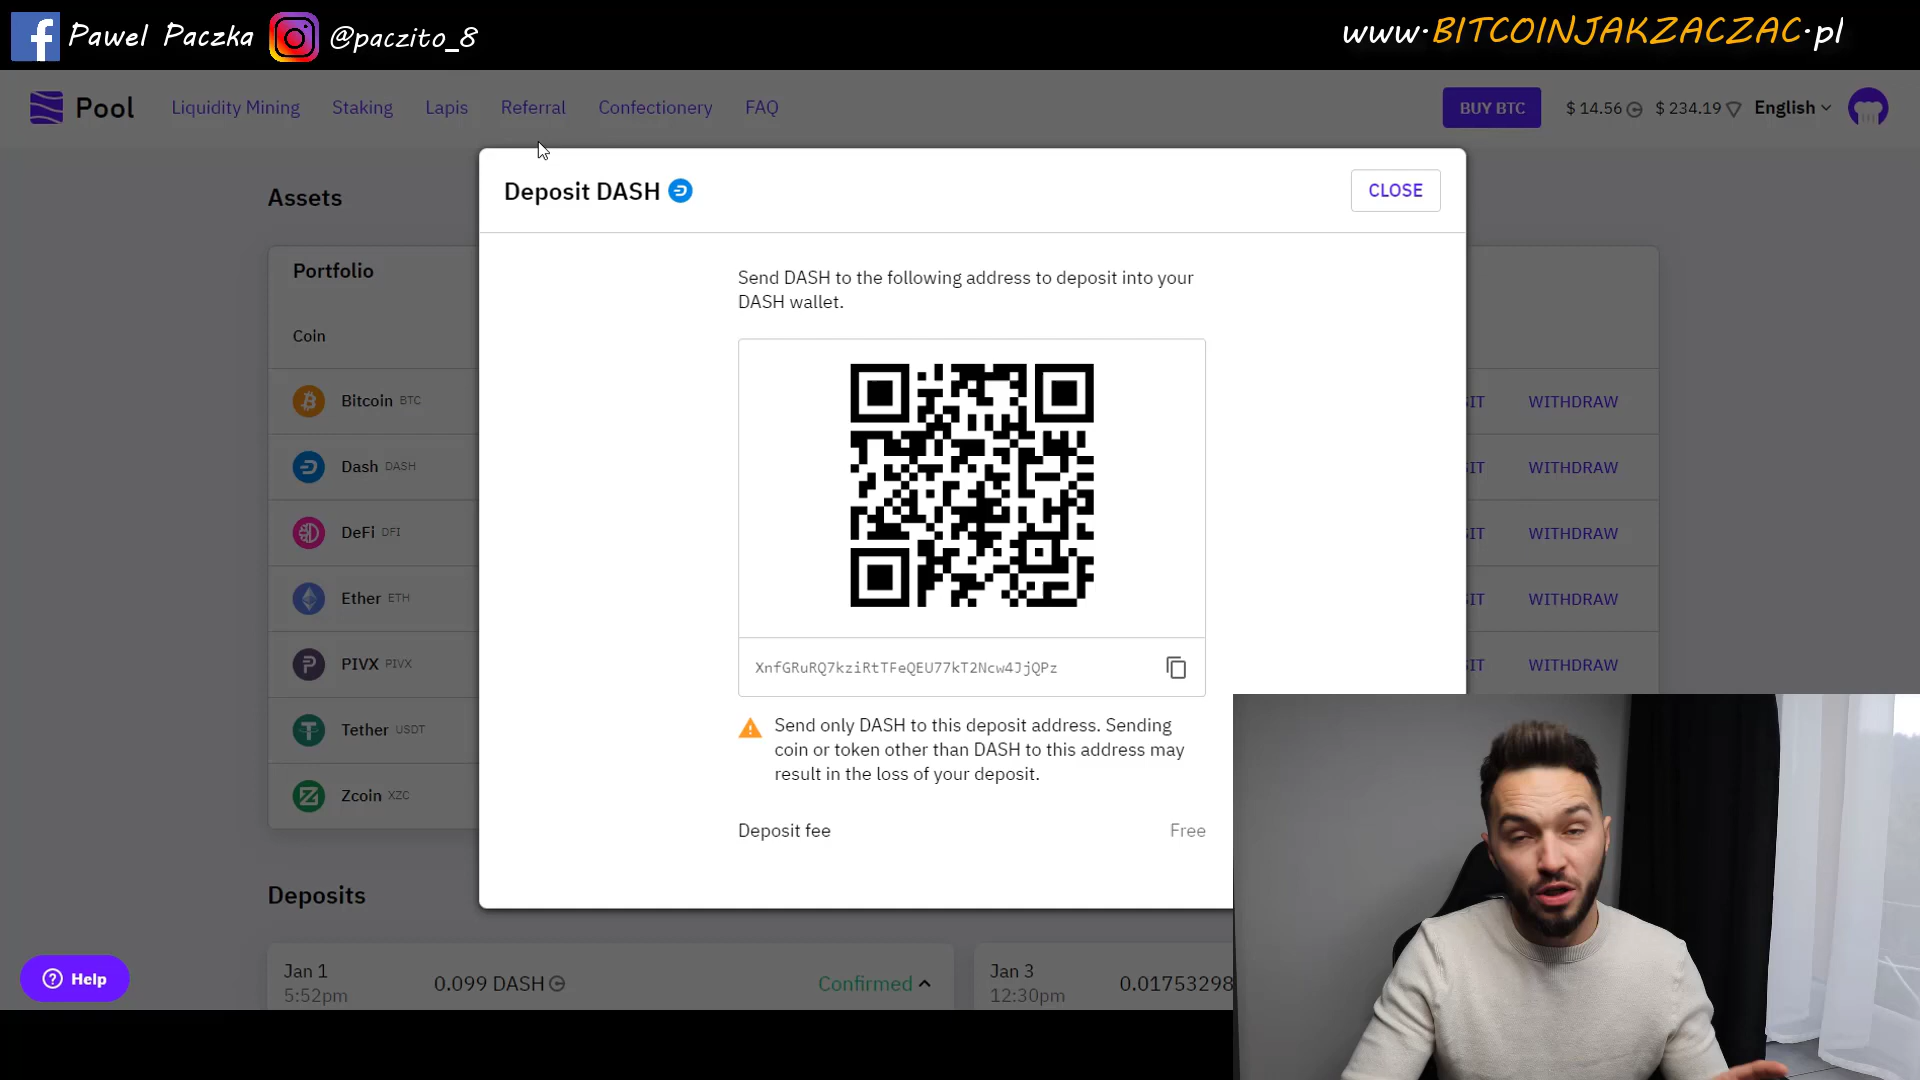 Pawel Paczka @paczito_8
www.BITCOINJAKZACZAC.pl
Pool Liquidity Mining Staking Lapis Referral Confectionery FAQ BUY BTC $ 14.56 $ 234.19 English
Assets
Deposit DASH CLOSE
Portfolio
Send DASH to the following address to deposit into your
DASH wallet.
Coin
Bitcoin BTC
IT WITHDRAW
Dash DASH
IT WITHDRAW
DeFi DFI
IT WITHDRAW
Ether ETH
IT WITHDRAW
PIVX PIVX
IT WITHDRAW
XnfGRuRQ7kziRtTFeQEU77kT2Ncw4JjQPz
Tether USDT
Send only DASH to this deposit address. Sending
coin or token other than DASH to this address may
result in the loss of your deposit.
Zcoin XZC
Deposit fee Free
Deposits
Jan 1
5:52pm
0.099 DASH
Confirmed
Jan 3
12:30pm
0.01753298
Help